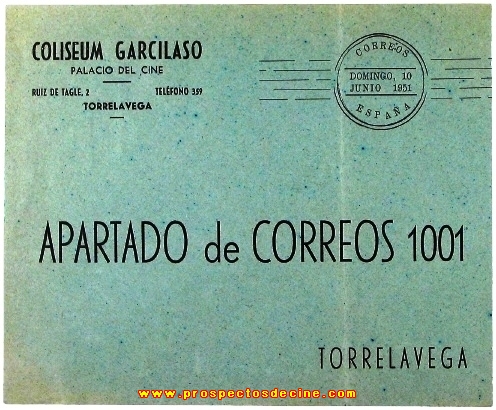 COLISEUM GARCILASO
PALACIO DEL CINE
RUIZ DE TAGLE, 2 TELÉFONO 359
TORRELAVEGA
CORREOS
DOMINGO, 10
JUNIO 1951
ESPAÑA
APARTADO de CORREOS 1001
TORRELAVEGA
www.prospectosdecine.com